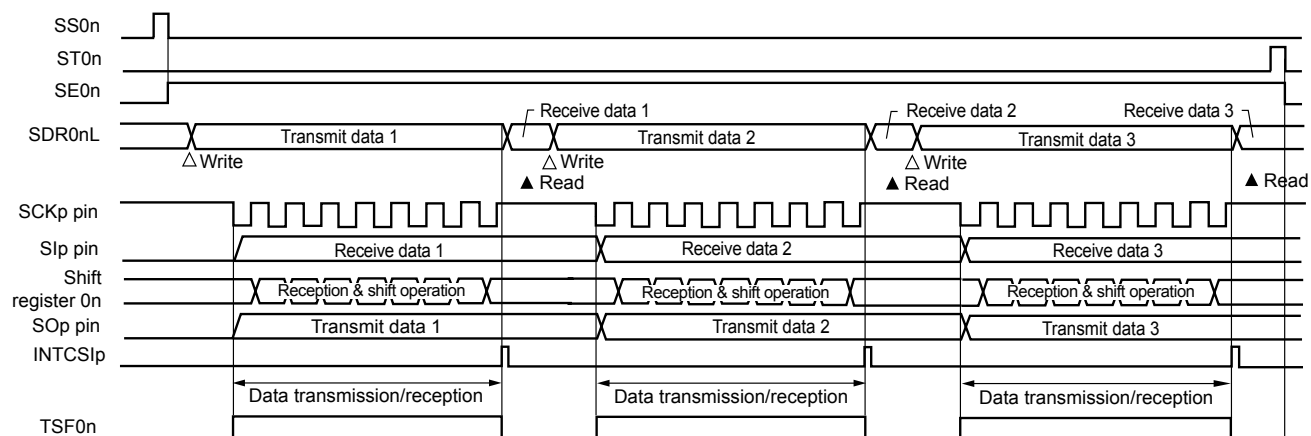 SS0n
ST0n
SE0n
Receive data 1 Receive data 2 Receive data 3
SDR0nL Transmit data 1 Transmit data 2 Transmit data 3
△ Write △ Write △ Write
▲ Read ▲ Read ▲ Read
SCKp pin
SIp pin Receive data 1 Receive data 2 Receive data 3
Shift
register 0n Reception & shift operation Reception & shift operation Reception & shift operation
SOp pin Transmit data 1 Transmit data 2 Transmit data 3
INTCSIp
Data transmission/reception Data transmission/reception Data transmission/reception
TSF0n